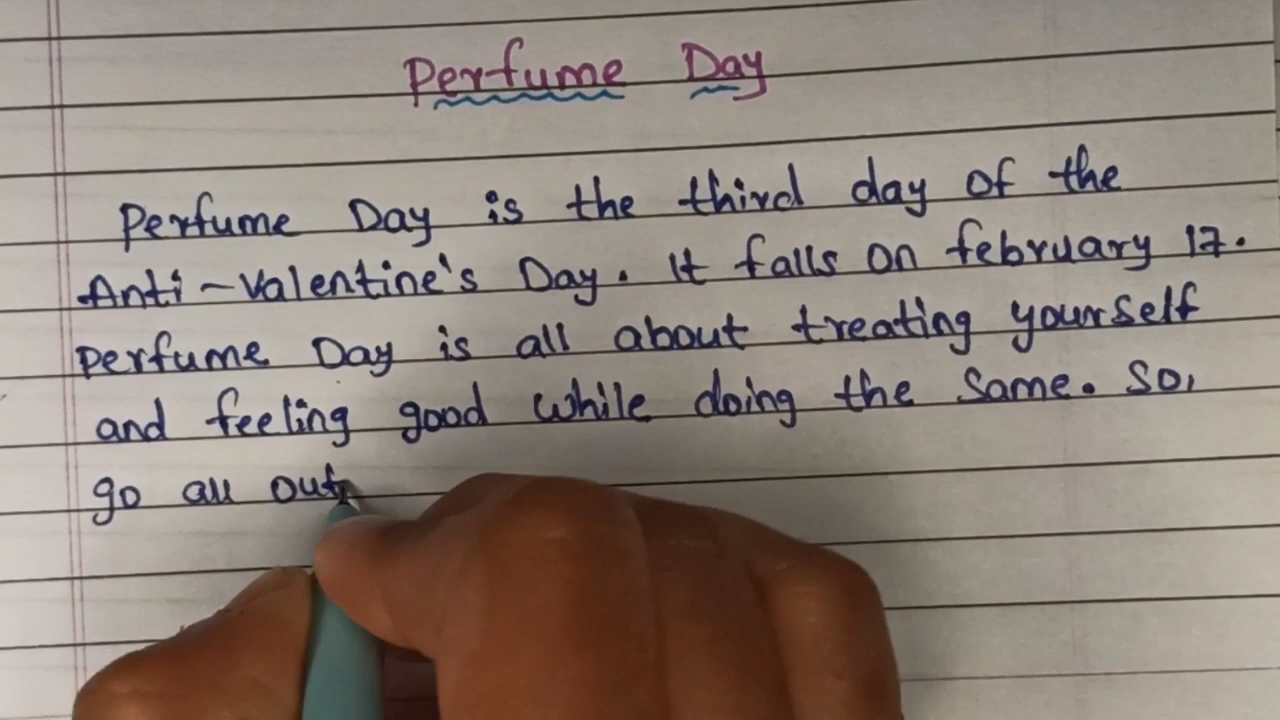 Perfume Day
Perfume Day is the third day of the
Anti-Valentine's Day. It falls on february 17.
perfume Day is all about treating yourself
and feeling good while doing the same. So,
go all out